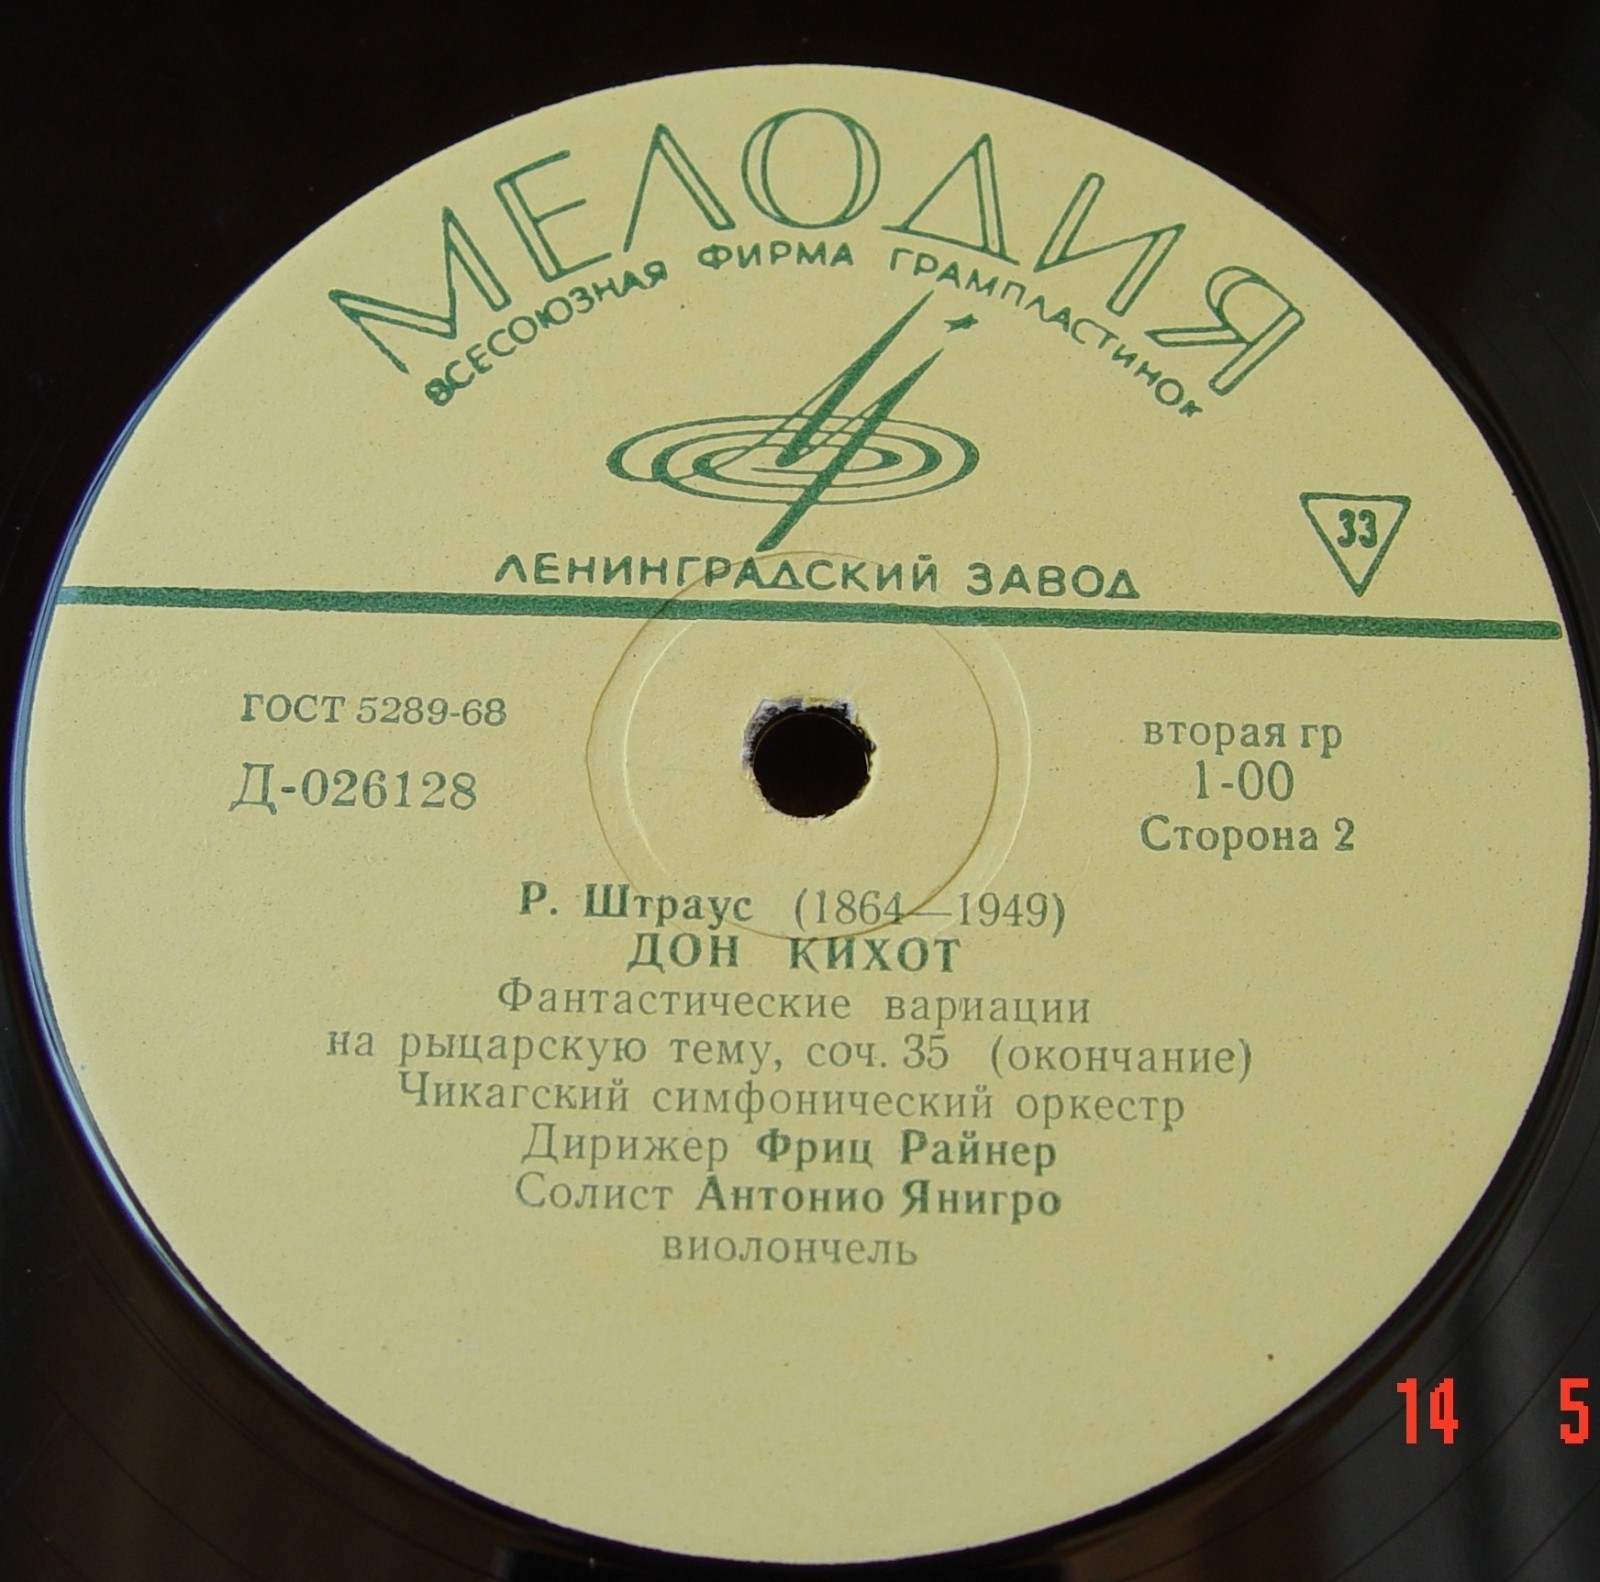 МЕЛОДИЯ
ВСЕСОЮЗНАЯ ФИРМА ГРАМПЛАСТИНОК
33
ЛЕНИНГРАДСКИЙ ЗАВОД
ГОСТ 5289-68
Д-026128
вторая гр
1-00
Сторона 2
Р. Штраус (1864—1949)
ДОН КИХОТ
Фантастические вариации
на рыцарскую тему, соч. 35 (окончание)
Чикагский симфонический оркестр
Дирижер Фриц Райнер
Солист Антонио Янигро
виолончель
14 5